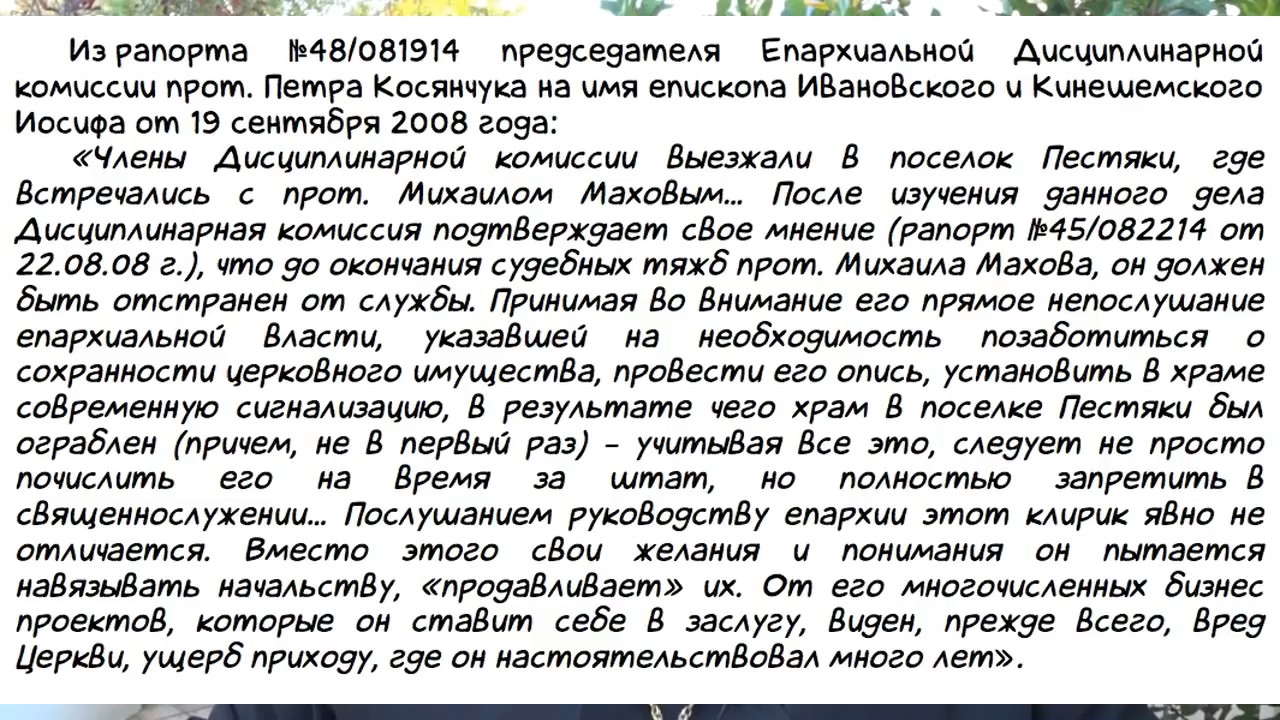 Из рапорта №48/081914 председателя Епархиальной Дисциплинарной
комиссии прот. Петра Косянчука на имя епископа Ивановского и Кинешемского
Иосифа от 19 сентября 2008 года:
«Члены Дисциплинарной комиссии выезжали в поселок Пестяки, где
встречались с прот. Михаилом Маховым... После изучения данного дела
Дисциплинарная комиссия подтверждает свое мнение (рапорт №45/082214 от
22.08.08 г.), что до окончания судебных тяжб прот. Михаила Махова, он должен
быть отстранен от службы. Принимая во внимание его прямое непослушание
епархиальной власти, указавшей на необходимость позаботиться о
сохранности церковного имущества, провести его опись, установить в храме
современную сигнализацию, в результате чего храм в поселке Пестяки был
ограблен (причем, не в первый раз) – учитывая все это, следует не просто
почислить его на время за штат, но полностью запретить в
священнослужении... Послушанием руководству епархии этот клирик явно не
отличается. Вместо этого свои желания и понимания он пытается
навязывать начальству, «продавливает» их. От его многочисленных бизнес
проектов, которые он ставит себе в заслугу, виден, прежде всего, вред
Церкви, ущерб приходу, где он настоятельствовал много лет».